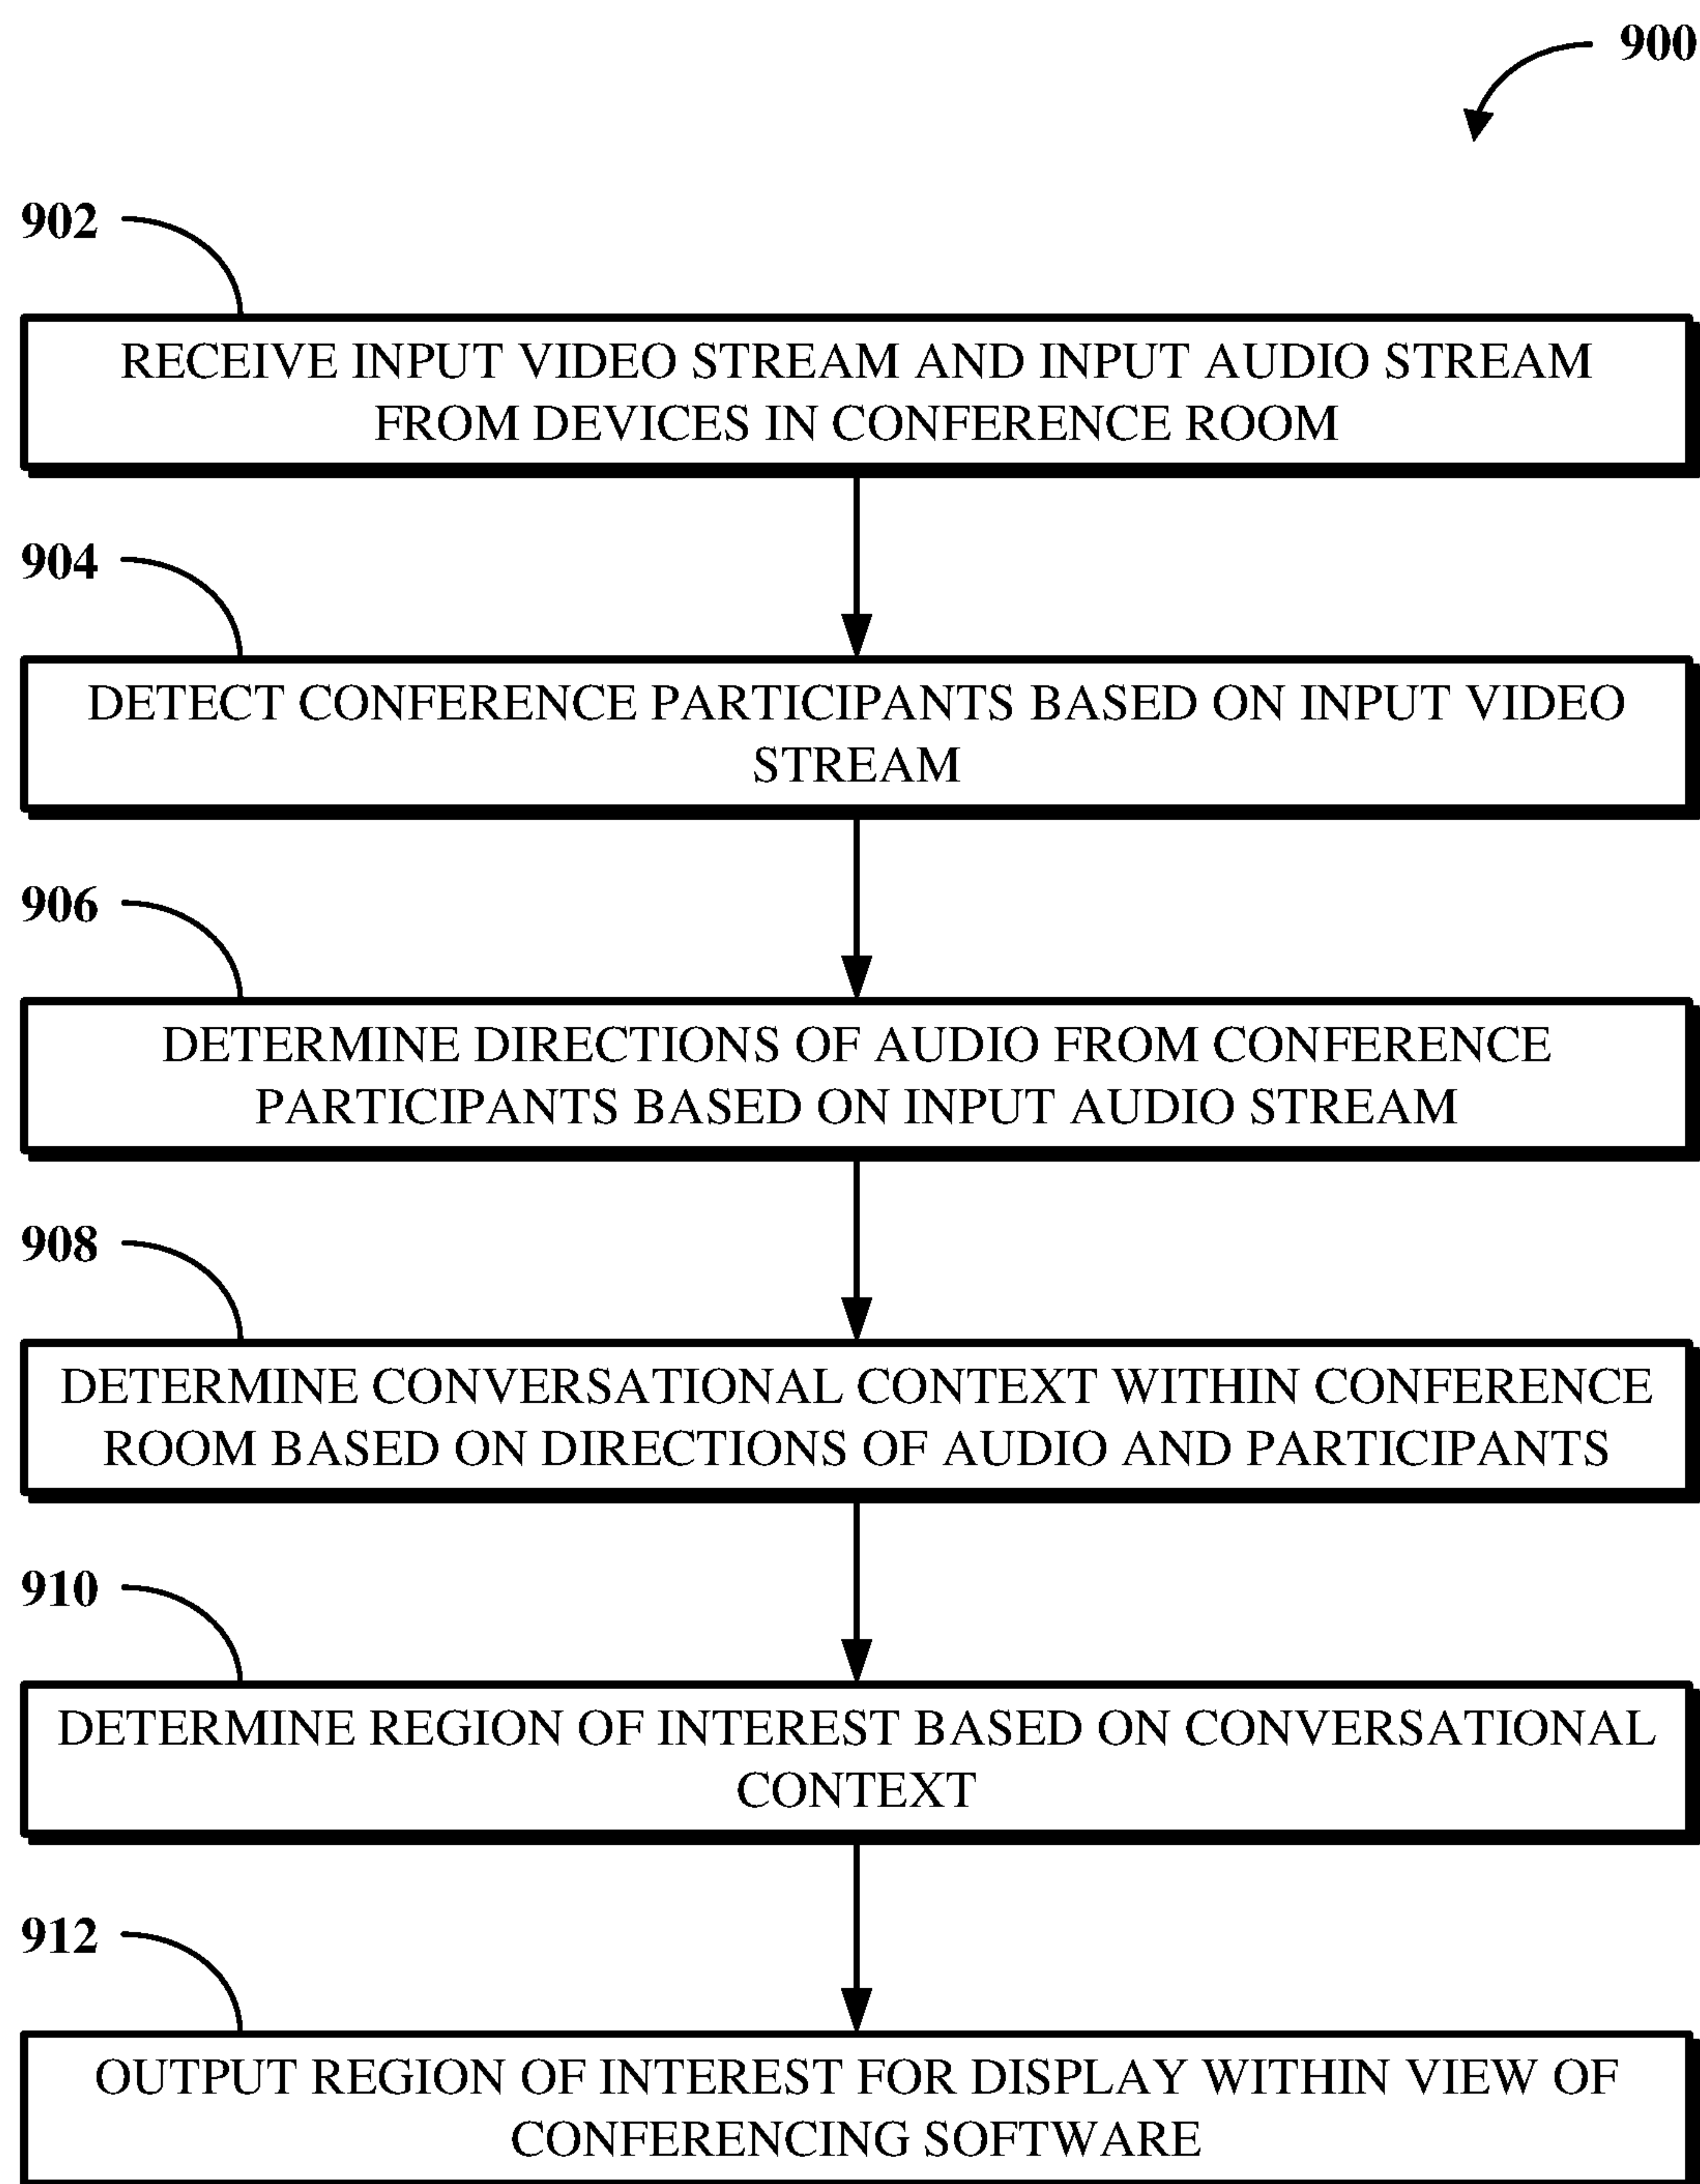 900
902
RECEIVE INPUT VIDEO STREAM AND INPUT AUDIO STREAM
FROM DEVICES IN CONFERENCE ROOM
904
DETECT CONFERENCE PARTICIPANTS BASED ON INPUT VIDEO
STREAM
906
DETERMINE DIRECTIONS OF AUDIO FROM CONFERENCE
PARTICIPANTS BASED ON INPUT AUDIO STREAM
908
DETERMINE CONVERSATIONAL CONTEXT WITHIN CONFERENCE
ROOM BASED ON DIRECTIONS OF AUDIO AND PARTICIPANTS
910
DETERMINE REGION OF INTEREST BASED ON CONVERSATIONAL
CONTEXT
912
OUTPUT REGION OF INTEREST FOR DISPLAY WITHIN VIEW OF
CONFERENCING SOFTWARE